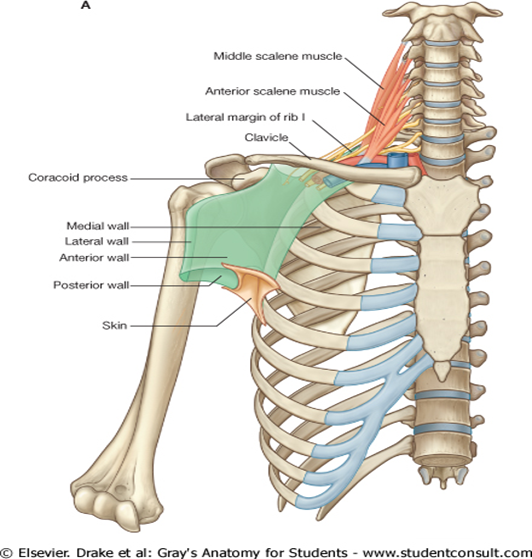 A
Middle scalene muscle
Anterior scalene muscle
Lateral margin of rib I
Clavicle
Coracoid process
Medial wall
Lateral wall
Anterior wall
Posterior wall
Skin
© Elsevier. Drake et al: Gray's Anatomy for Students - www.studentconsult.com